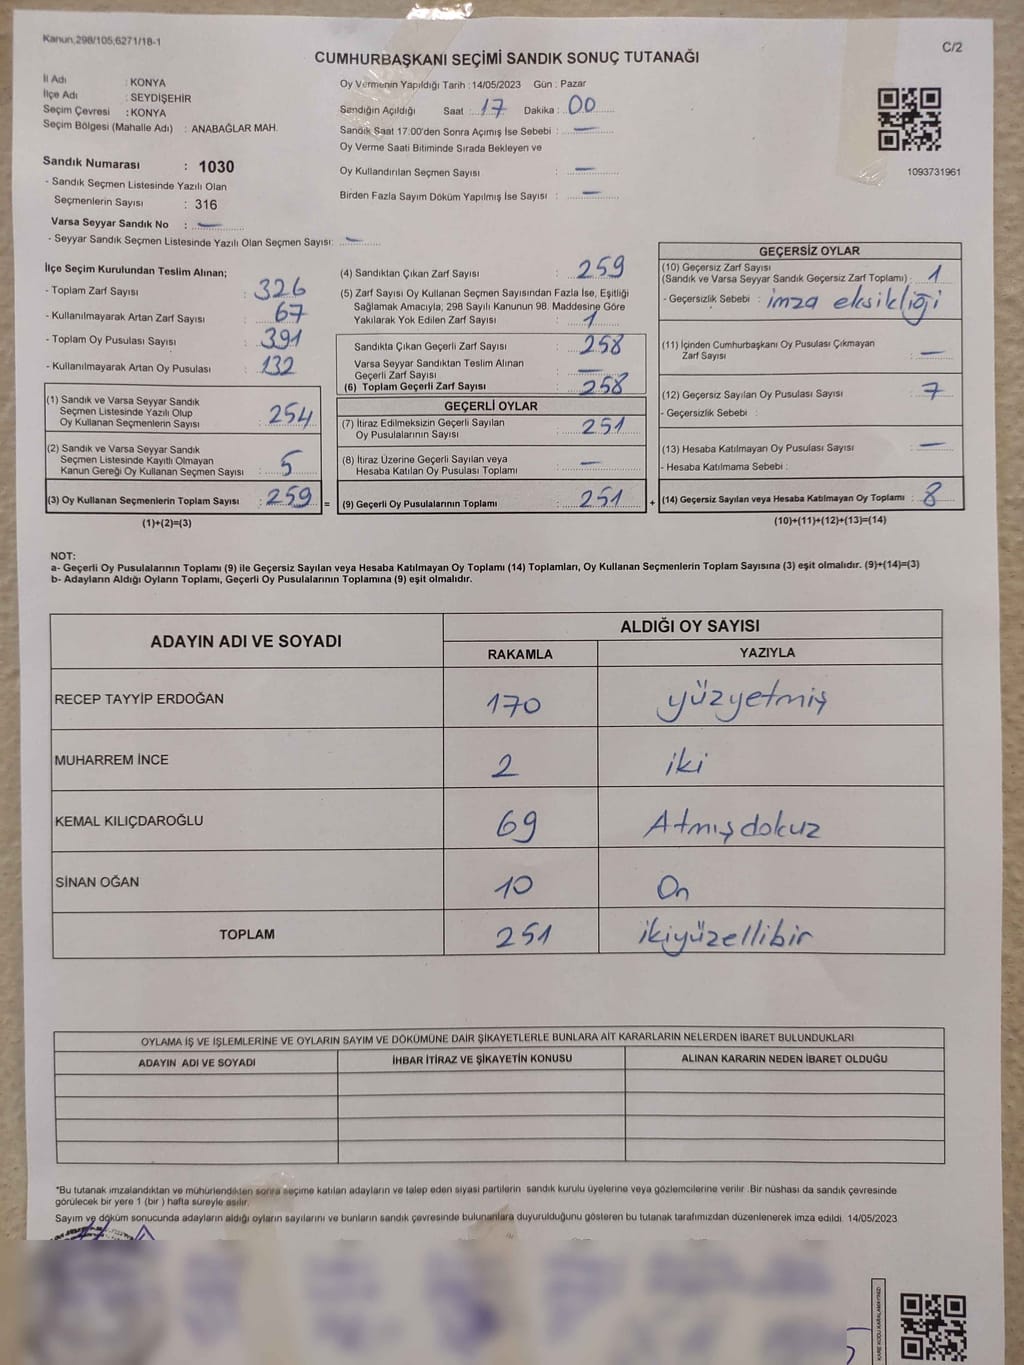 Kanun,298/105,6271/18-1
C/2
CUMHURBAŞKANI SEÇİMİ SANDIK SONUÇ TUTANAĞI
İl Adı : KONYA
İlçe Adı : SEYDİŞEHİR
Seçim Çevresi : KONYA
Seçim Bölgesi (Mahalle Adı) : ANABAĞLAR MAH.
Sandık Numarası : 1030
- Sandık Seçmen Listesinde Yazılı Olan
Seçmenlerin Sayısı : 316
Varsa Seyyar Sandık No : —
- Seyyar Sandık Seçmen Listesinde Yazılı Olan Seçmen Sayısı: —
Oy Vermenin Yapıldığı Tarih : 14/05/2023 Gün : Pazar
Sandığın Açıldığı Saat : 17 Dakika : 00
Sandık Saat 17.00'den Sonra Açımış İse Sebebi : —
Oy Verme Saati Bitiminde Sırada Bekleyen ve
Oy Kullandırılan Seçmen Sayısı : —
Birden Fazla Sayım Döküm Yapılmış İse Sayısı : —
1093731961
İlçe Seçim Kurulundan Teslim Alınan;
- Toplam Zarf Sayısı : 326
- Kullanılmayarak Artan Zarf Sayısı : 67
- Toplam Oy Pusulası Sayısı : 391
- Kullanılmayarak Artan Oy Pusulası : 132
(1) Sandık ve Varsa Seyyar Sandık
Seçmen Listesinde Yazılı Olup
Oy Kullanan Seçmenlerin Sayısı : 254
(2) Sandık ve Varsa Seyyar Sandık
Seçmen Listesinde Kayıtlı Olmayan
Kanun Gereği Oy Kullanan Seçmen Sayısı : 5
(3) Oy Kullanan Seçmenlerin Toplam Sayısı : 259 =
(1)+(2)=(3)
(4) Sandıktan Çıkan Zarf Sayısı : 259
(5) Zarf Sayısı Oy Kullanan Seçmen Sayısından Fazla İse, Eşitliği
Sağlamak Amacıyla; 298 Sayılı Kanunun 98. Maddesine Göre
Yakılarak Yok Edilen Zarf Sayısı : 1
Sandıkta Çıkan Geçerli Zarf Sayısı : 258
Varsa Seyyar Sandıktan Teslim Alınan
Geçerli Zarf Sayısı : —
(6) Toplam Geçerli Zarf Sayısı : 258
GEÇERLİ OYLAR
(7) İtiraz Edilmeksizin Geçerli Sayılan
Oy Pusulalarının Sayısı : 251
(8) İtiraz Üzerine Geçerli Sayılan veya
Hesaba Katılan Oy Pusulası Toplamı : —
(9) Geçerli Oy Pusulalarının Toplamı : 251 +
GEÇERSİZ OYLAR
(10) Geçersiz Zarf Sayısı
(Sandık ve Varsa Seyyar Sandık Geçersiz Zarf Toplamı) : 1
- Geçersizlik Sebebi : imza eksikliği
(11) İçinden Cumhurbaşkanı Oy Pusulası Çıkmayan
Zarf Sayısı : —
(12) Geçersiz Sayılan Oy Pusulası Sayısı : 7
- Geçersizlik Sebebi :
(13) Hesaba Katılmayan Oy Pusulası Sayısı : —
- Hesaba Katılmama Sebebi :
(14) Geçersiz Sayılan veya Hesaba Katılmayan Oy Toplamı : 8
(10)+(11)+(12)+(13)=(14)
NOT:
a- Geçerli Oy Pusulalarının Toplamı (9) ile Geçersiz Sayılan veya Hesaba Katılmayan Oy Toplamı (14) Toplamları, Oy Kullanan Seçmenlerin Toplam Sayısına (3) eşit olmalıdır. (9)+(14)=(3)
b- Adayların Aldığı Oyların Toplamı, Geçerli Oy Pusulalarının Toplamına (9) eşit olmalıdır.
ADAYIN ADI VE SOYADI
ALDIĞI OY SAYISI
RAKAMLA YAZIYLA
RECEP TAYYİP ERDOĞAN 170 yüzyetmiş
MUHARREM İNCE 2 iki
KEMAL KILIÇDAROĞLU 69 Atmışdokuz
SİNAN OĞAN 10 On
TOPLAM 251 ikiyüzellibir
OYLAMA İŞ VE İŞLEMLERİNE VE OYLARIN SAYIM VE DÖKÜMÜNE DAİR ŞİKAYETLERLE BUNLARA AİT KARARLARIN NELERDEN İBARET BULUNDUKLARI
ADAYIN ADI VE SOYADI İHBAR İTİRAZ VE ŞİKAYETİN KONUSU ALINAN KARARIN NEDEN İBARET OLDUĞU
*Bu tutanak imzalandıktan ve mühürlendikten sonra seçime katılan adayların ve talep eden siyasi partilerin sandık kurulu üyelerine veya gözlemcilerine verilir .Bir nüshası da sandık çevresinde
görülecek bir yere 1 (bir ) hafta süreyle asılır.
Sayım ve döküm sonucunda adayların aldığı oyların sayılarını ve bunların sandık çevresinde bulunanlara duyurulduğunu gösteren bu tutanak tarafımızdan düzenlenerek imza edildi. 14/05/2023